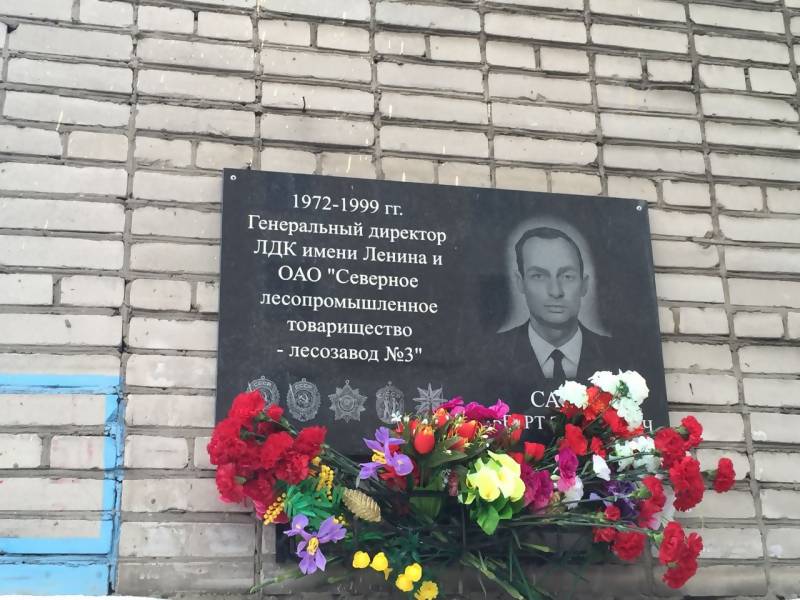 1972-1999 гг.
Генеральный директор
ЛДК имени Ленина и
ОАО "Северное
лесопромышленное
товарищество
- лесозавод №3"